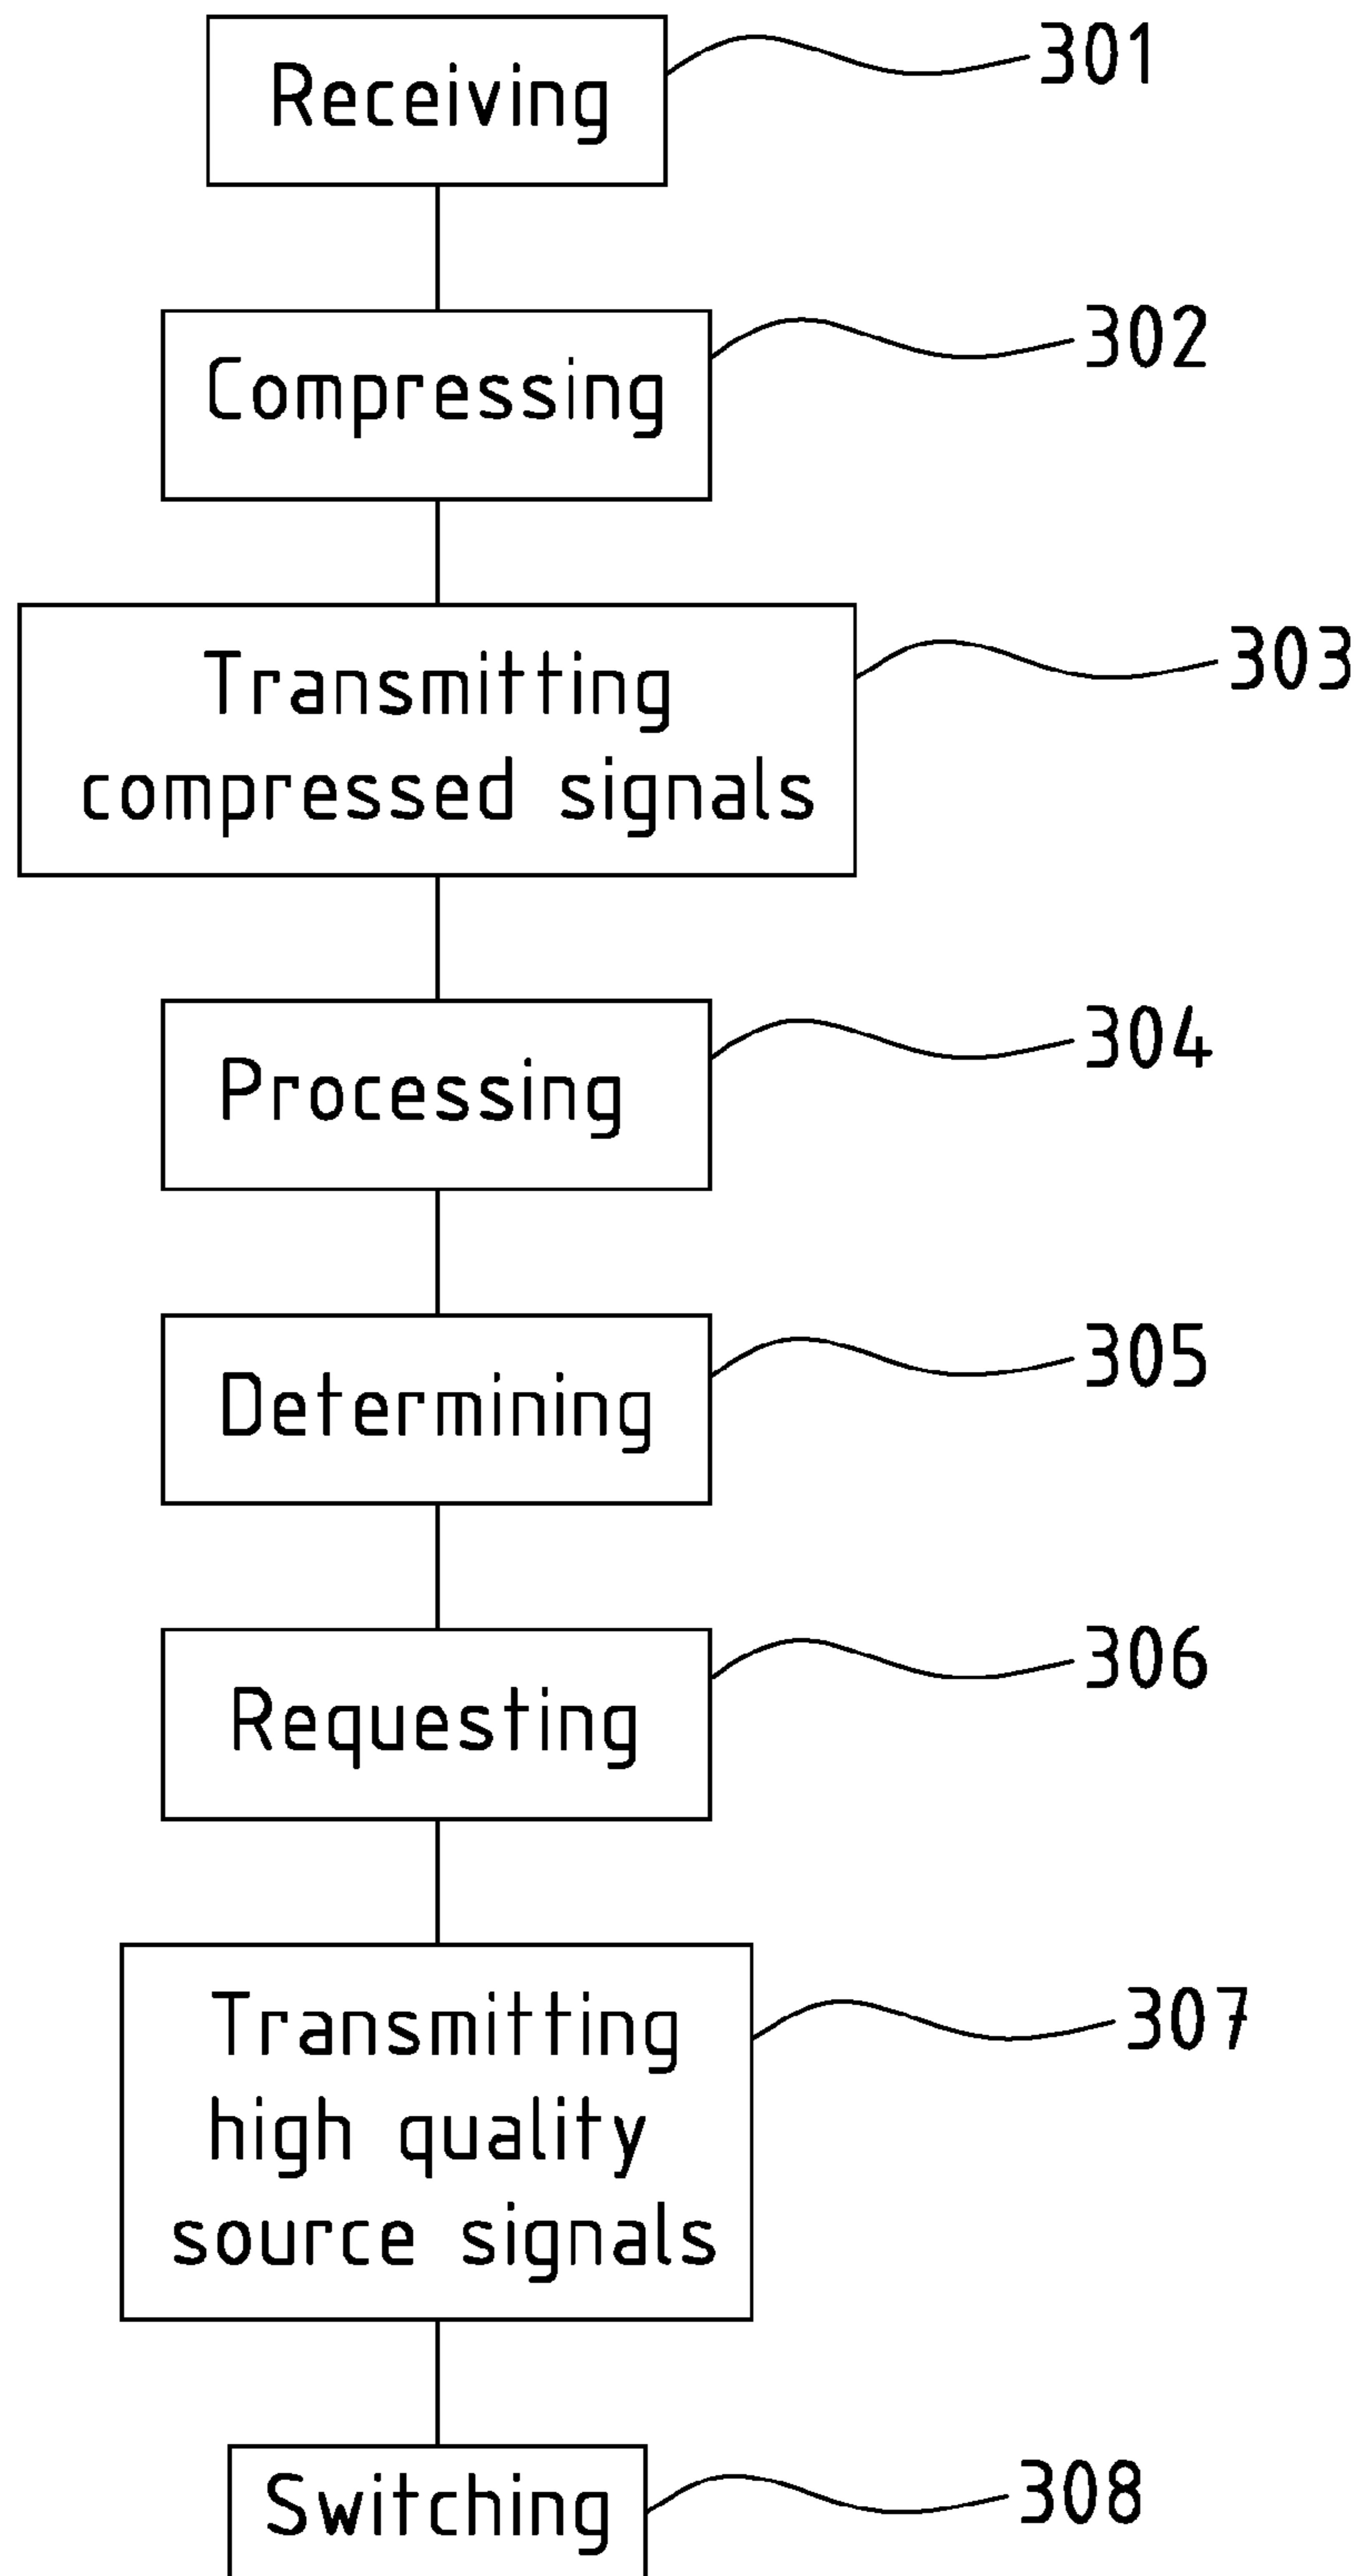 Receiving
301
Compressing
302
Transmitting
compressed signals
303
Processing
304
Determining
305
Requesting
306
Transmitting
high quality
source signals
307
Switching
308